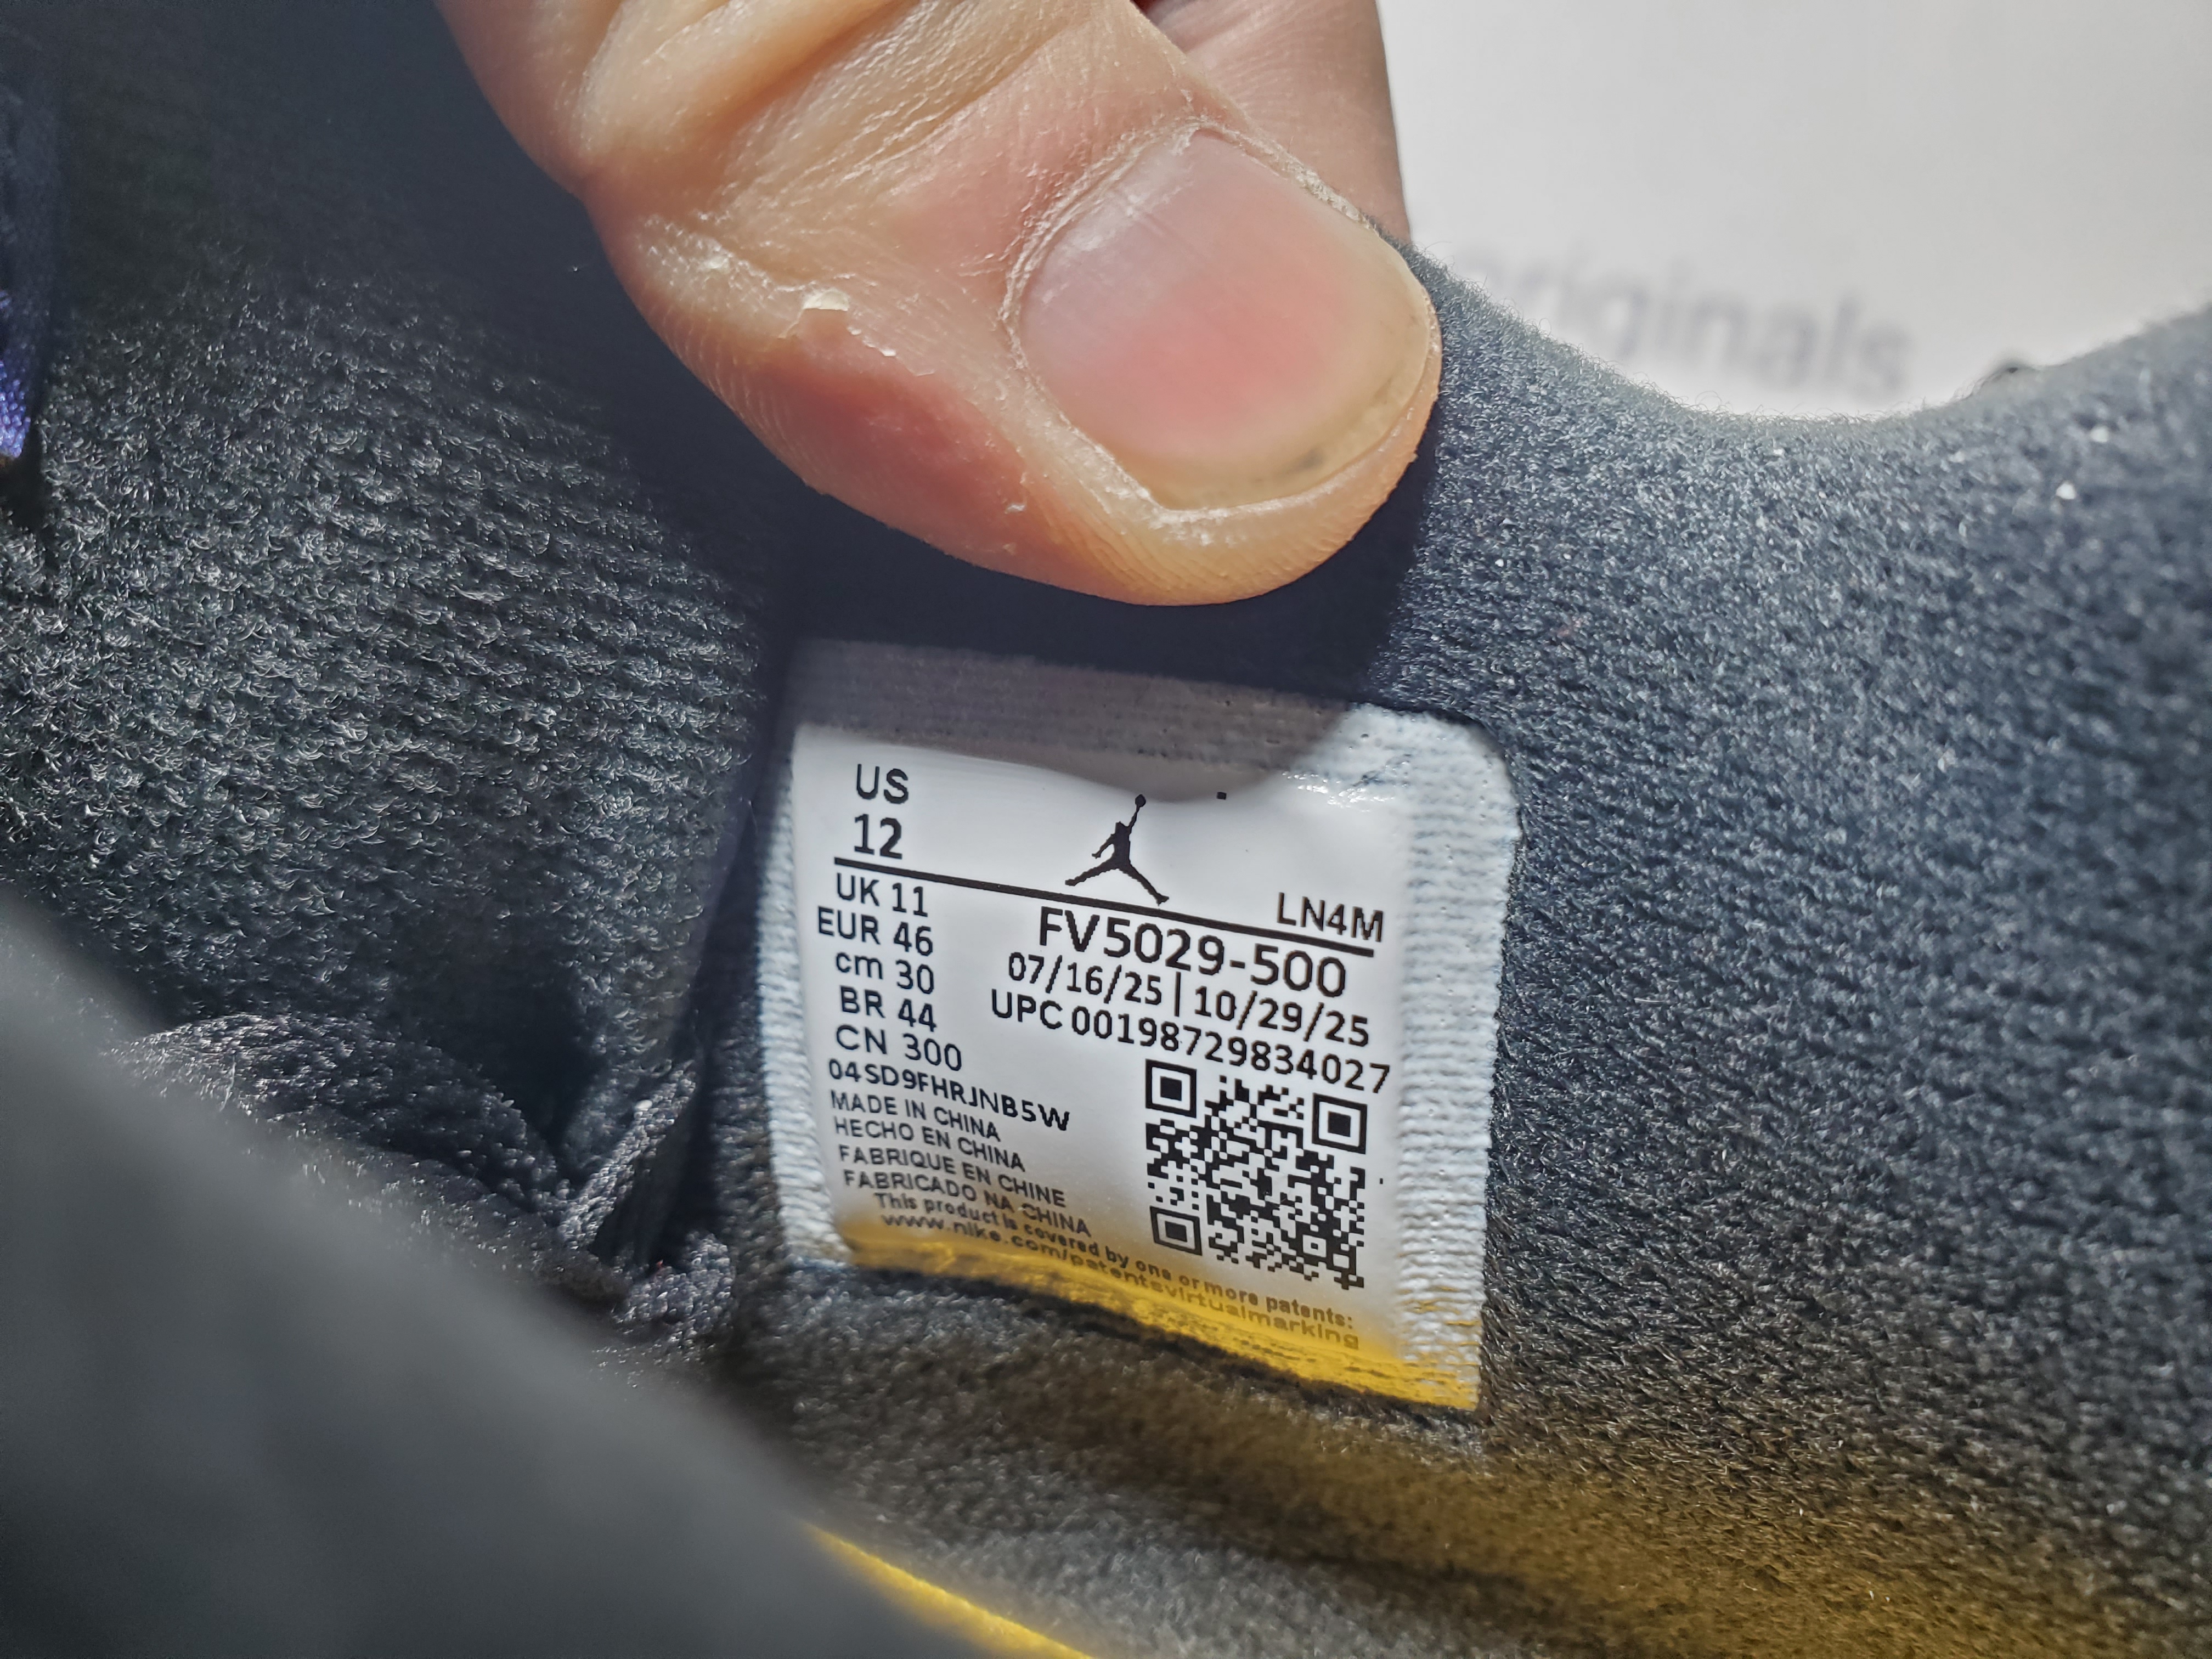 originals
US
12
LN4M
UK 11
EUR 46
cm 30
BR 44
CN 300
FV5029-500
07/16/25|10/29/25
UPC 00198729834027
04SD9FHRJNB5W
MADE IN CHINA
HECHO EN CHINA
FABRIQUE EN CHINE
FABRICADO NA CHINA
This product is covered by one or more patents:
www.nike.com/patentsvirtualmarking